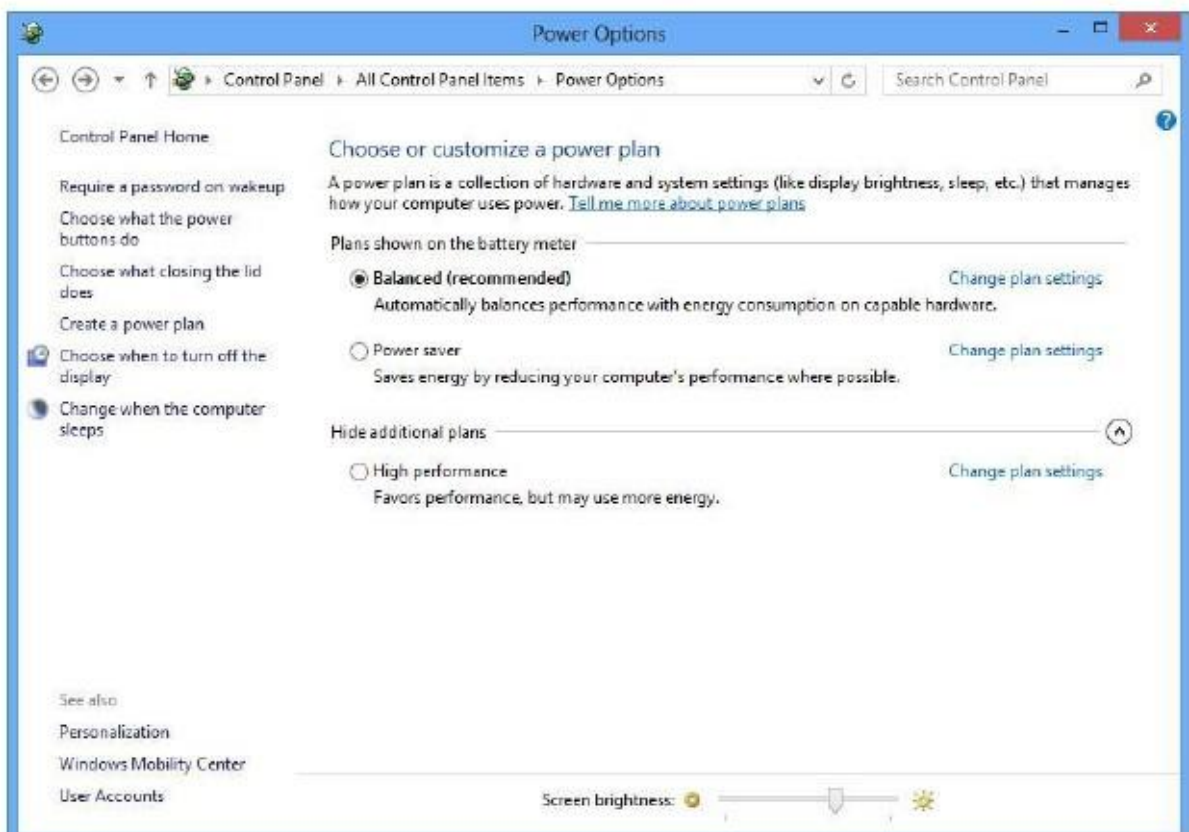 Power Options
Control Panel All Control Panel Items Power Options
Search Control Panel
Control Panel Home
Require a password on wakeup
Choose what the power
buttons do
Choose what closing the lid
does
Create a power plan
Choose when to turn off the
display
Change when the computer
sleeps
See also
Personalization
Windows Mobility Center
User Accounts
Choose or customize a power plan
A power plan is a collection of hardware and system settings (like display brightness, sleep, etc.) that manages
how your computer uses power. Tell me more about power plans
Plans shown on the battery meter
Balanced (recommended) Change plan settings
Automatically balances performance with energy consumption on capable hardware.
Power saver Change plan settings
Saves energy by reducing your computer's performance where possible.
Hide additional plans
High performance Change plan settings
Favors performance, but may use more energy.
Screen brightness: